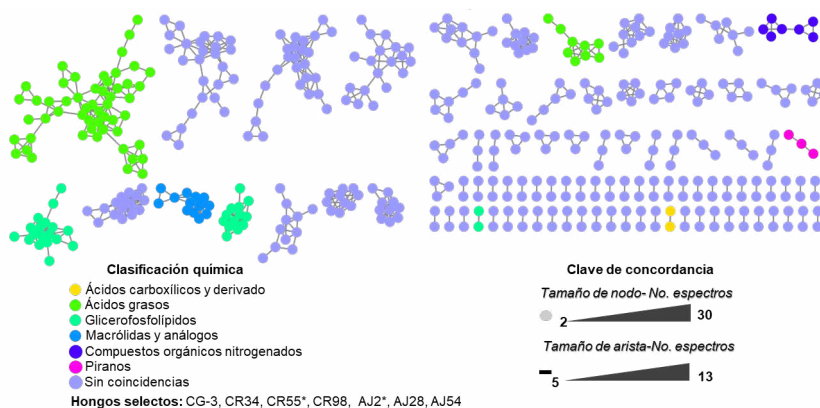 Clasificación química
Ácidos carboxílicos y derivado
Ácidos grasos
Glicerofosfolípidos
Macrólidas y análogos
Compuestos orgánicos nitrogenados
Piranos
Sin coincidencias
Hongos selectos: CG-3, CR34, CR55*, CR98, AJ2*, AJ28, AJ54
Clave de concordancia
Tamaño de nodo- No. espectros
2 30
Tamaño de arista-No. espectros
5 13